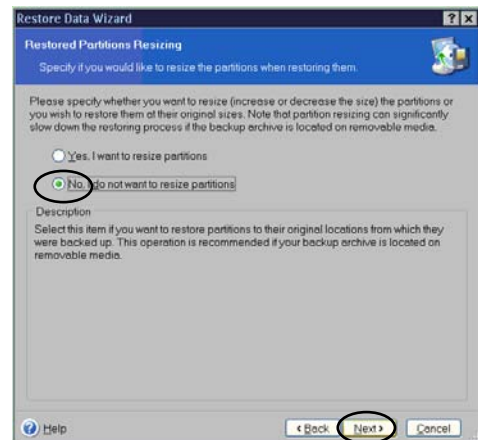 Restore Data Wizard
Restored Partitions Resizing
Specify if you would like to resize the partitions when restoring them.
Please specify whether you want to resize (increase or decrease the size) the partitions or
you wish to restore them at their original sizes. Note that partition resizing can significantly
slow down the restoring process if the backup archive is located on removable media.
Yes, I want to resize partitions
No, I do not want to resize partitions
Description
Select this item if you want to restore partitions to their original locations from which they
were backed up. This operation is recommended if your backup archive is located on
removable media.
Help
< Back
Next >
Cancel